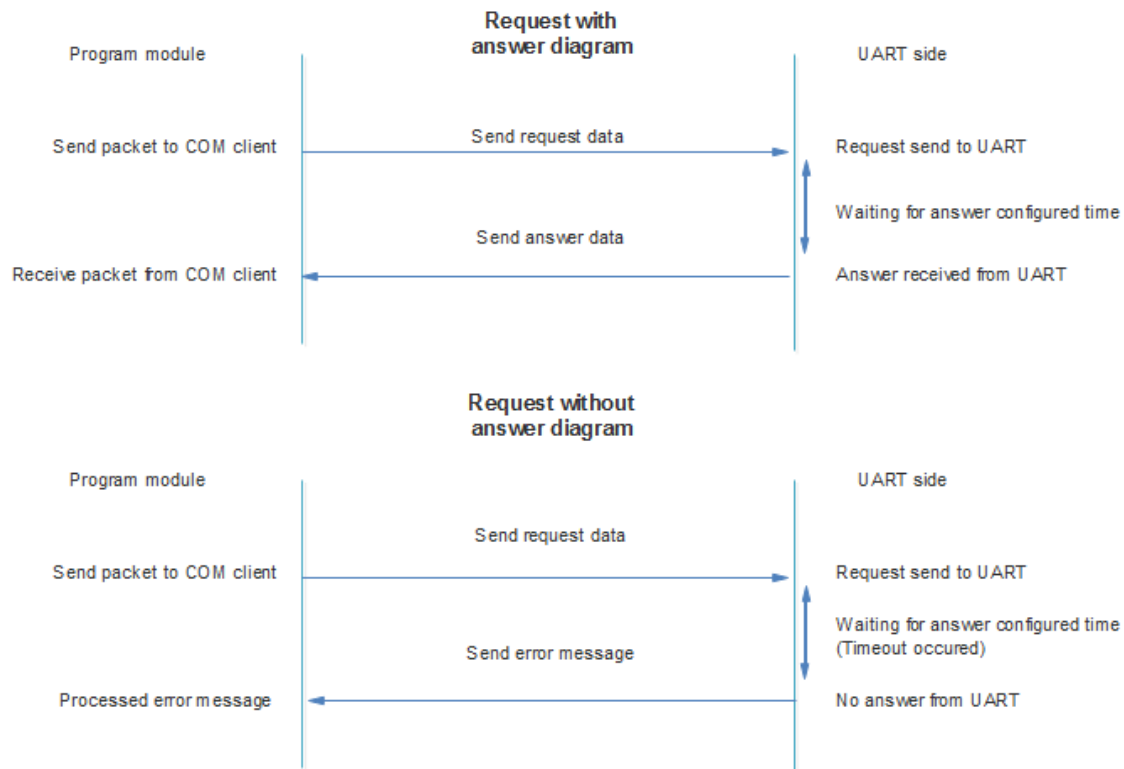 Request with
answer diagram
Program module
UART side
Send packet to COM client
Send request data
Request send to UART
Waiting for answer configured time
Send answer data
Receive packet from COM client
Answer received from UART
Request without
answer diagram
Program module
UART side
Send request data
Send packet to COM client
Request send to UART
Waiting for answer configured time
(Timeout occured)
Send error message
Processed error message
No answer from UART